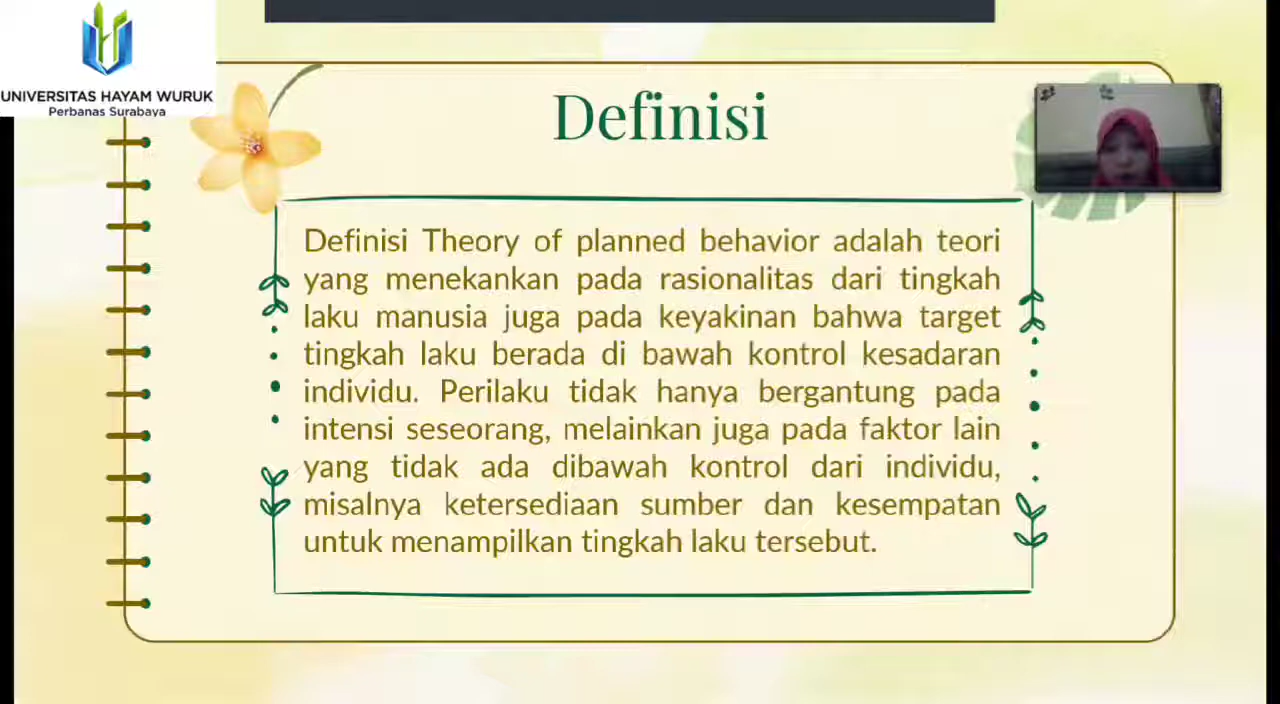 UNIVERSITAS HAYAM WURUK
Perbanas Surabaya
Definisi
Definisi Theory of planned behavior adalah teori
yang menekankan pada rasionalitas dari tingkah
laku manusia juga pada keyakinan bahwa target
tingkah laku berada di bawah kontrol kesadaran
individu. Perilaku tidak hanya bergantung pada
intensi seseorang, melainkan juga pada faktor lain
yang tidak ada dibawah kontrol dari individu,
misalnya ketersediaan sumber dan kesempatan
untuk menampilkan tingkah laku tersebut.